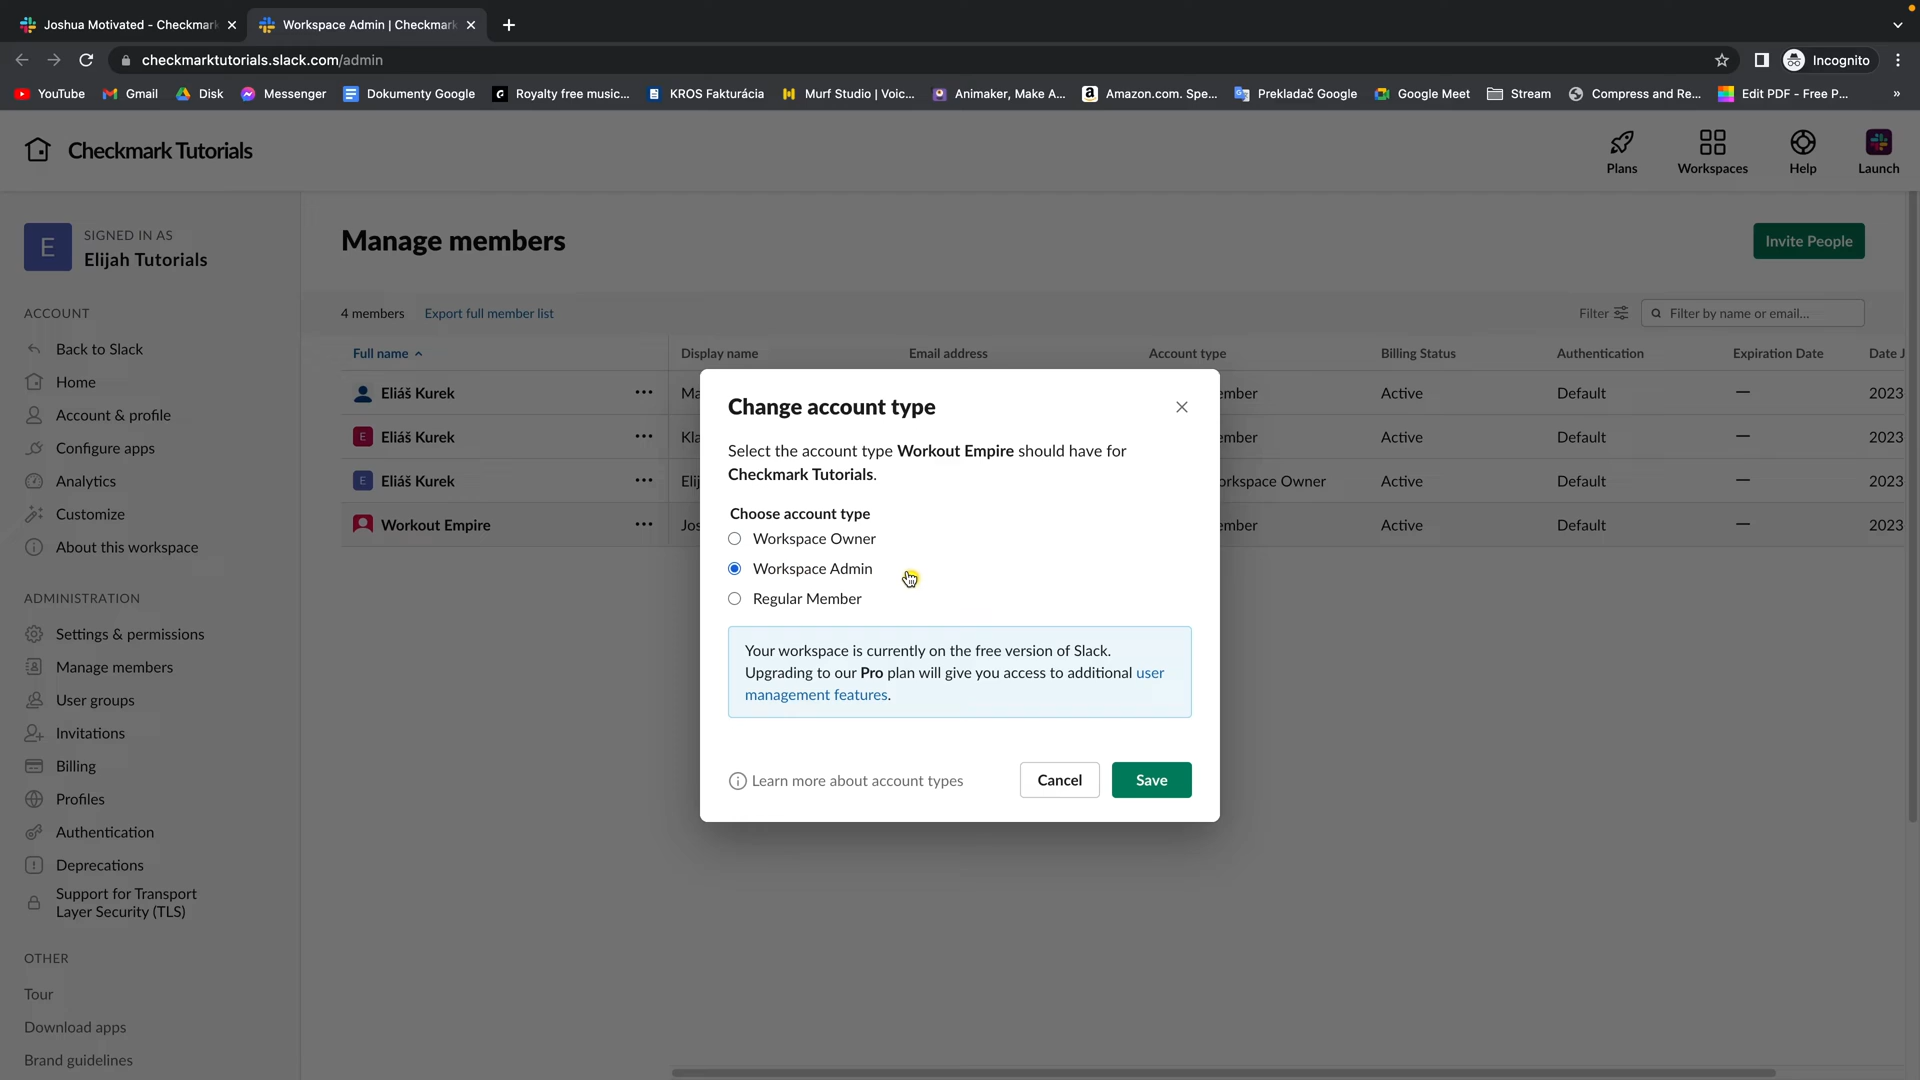 Joshua Motivated - Checkmark
Workspace Admin | Checkmark
checkmarktutorials.slack.com/admin
Incognito
YouTube
Gmail
Disk
Messenger
Dokumenty Google
Royalty free music...
KROS Fakturácia
Murf Studio | Voic...
Animaker, Make A...
Amazon.com. Spe...
Prekladač Google
Google Meet
Stream
Compress and Re...
Edit PDF - Free P...
»
Checkmark Tutorials
Plans
Workspaces
Help
Launch
E
SIGNED IN AS
Elijah Tutorials
ACCOUNT
Back to Slack
Home
Account & profile
Configure apps
Analytics
Customize
About this workspace
ADMINISTRATION
Settings & permissions
Manage members
User groups
Invitations
Billing
Profiles
Authentication
Deprecations
Support for Transport
Layer Security (TLS)
OTHER
Tour
Download apps
Brand guidelines
Manage members
Invite People
4 members Export full member list
Filter
Filter by name or email...
Full name Display name Email address Account type Billing Status Authentication Expiration Date Date J
Eliáš Kurek ••• Ma ember Active Default — 2023
E Eliáš Kurek ••• Kla ember Active Default — 2023
E Eliáš Kurek ••• Elij orkspace Owner Active Default — 2023
Workout Empire ••• Jos ember Active Default — 2023
Change account type
Select the account type Workout Empire should have for
Checkmark Tutorials.
Choose account type
Workspace Owner
Workspace Admin
Regular Member
Your workspace is currently on the free version of Slack.
Upgrading to our Pro plan will give you access to additional user
management features.
Learn more about account types
Cancel
Save